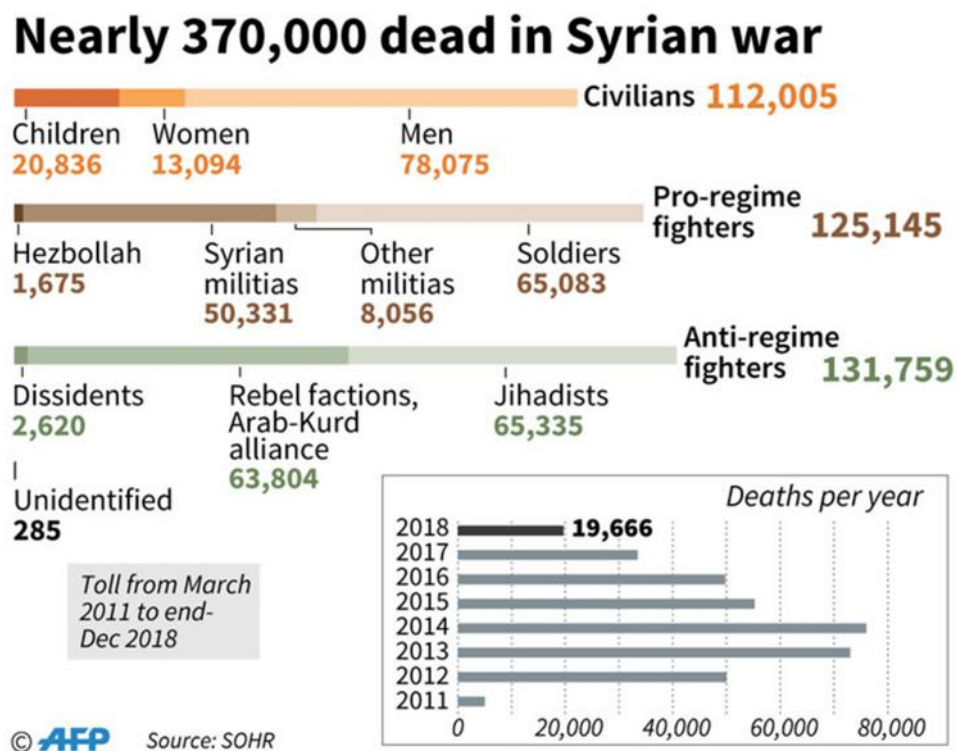 Nearly 370,000 dead in Syrian war
Civilians 112,005
Children
20,836
Women
13,094
Men
78,075
Pro-regime
fighters 125,145
Hezbollah
1,675
Syrian
militias
50,331
Other
militias
8,056
Soldiers
65,083
Anti-regime
fighters 131,759
Dissidents
2,620
Rebel factions,
Arab-Kurd
alliance
63,804
Jihadists
65,335
Unidentified
285
Toll from March
2011 to end-
Dec 2018
Deaths per year
2018 19,666
2017
2016
2015
2014
2013
2012
2011
0 20,000 40,000 60,000 80,000
© AFP Source: SOHR